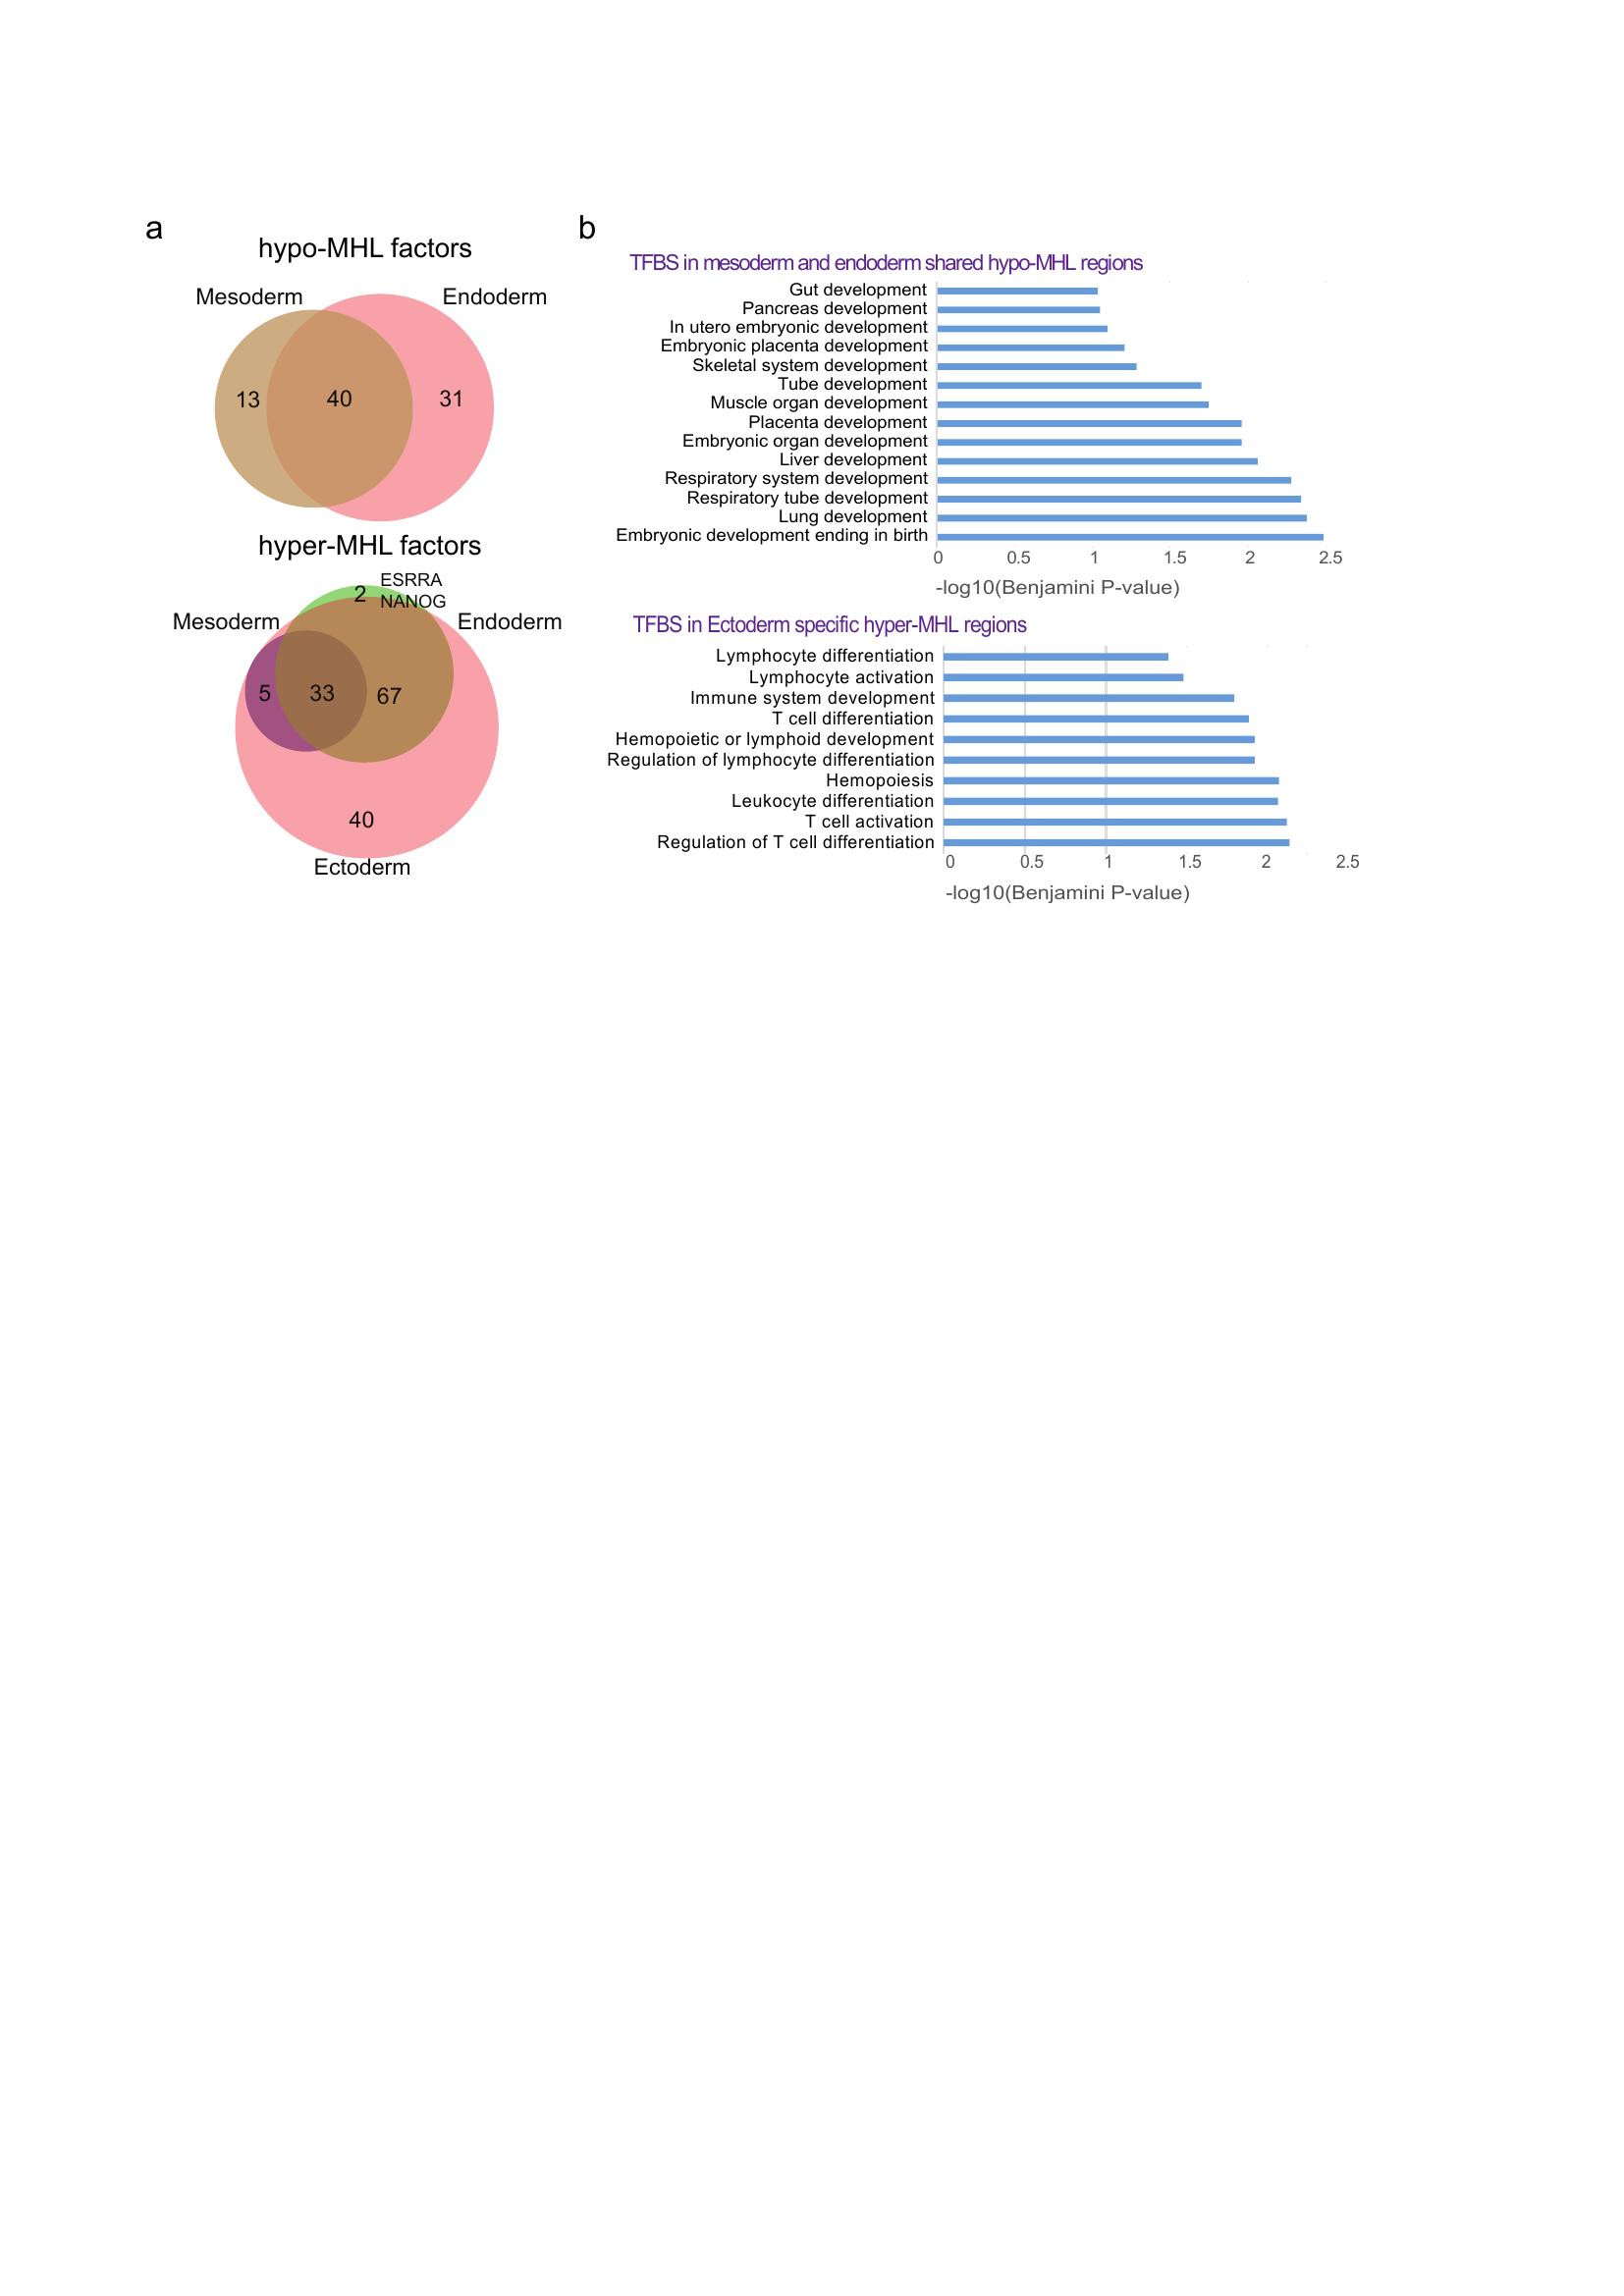 a
hypo-MHL factors
Mesoderm
Endoderm
13
40
31
hyper-MHL factors
2
ESRRA
NANOG
Mesoderm
Endoderm
5
33
67
40
Ectoderm
b
TFBS in mesoderm and endoderm shared hypo-MHL regions
Gut development
Pancreas development
In utero embryonic development
Embryonic placenta development
Skeletal system development
Tube development
Muscle organ development
Placenta development
Embryonic organ development
Liver development
Respiratory system development
Respiratory tube development
Lung development
Embryonic development ending in birth
0 0.5 1 1.5 2 2.5
-log10(Benjamini P-value)
TFBS in Ectoderm specific hyper-MHL regions
Lymphocyte differentiation
Lymphocyte activation
Immune system development
T cell differentiation
Hemopoietic or lymphoid development
Regulation of lymphocyte differentiation
Hemopoiesis
Leukocyte differentiation
T cell activation
Regulation of T cell differentiation
0 0.5 1 1.5 2 2.5
-log10(Benjamini P-value)